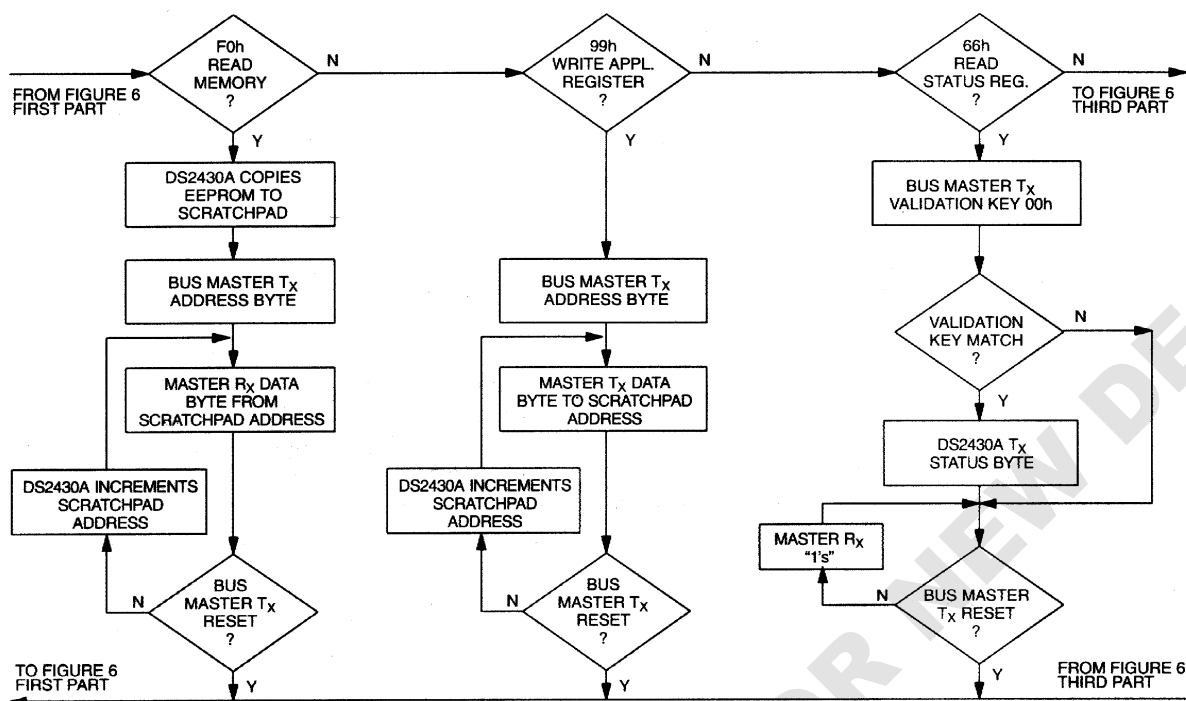 F0h
READ
MEMORY
?
N
99h
WRITE APPL.
REGISTER
?
N
66h
READ
STATUS REG.
?
N
FROM FIGURE 6
FIRST PART
TO FIGURE 6
THIRD PART
Y
Y
Y
DS2430A COPIES
EEPROM TO
SCRATCHPAD
BUS MASTER TX
VALIDATION KEY 00h
BUS MASTER TX
ADDRESS BYTE
BUS MASTER TX
ADDRESS BYTE
VALIDATION
KEY MATCH
?
N
Y
MASTER RX DATA
BYTE FROM
SCRATCHPAD ADDRESS
MASTER TX DATA
BYTE TO SCRATCHPAD
ADDRESS
DS2430A TX
STATUS BYTE
DS2430A INCREMENTS
SCRATCHPAD
ADDRESS
DS2430A INCREMENTS
SCRATCHPAD
ADDRESS
MASTER RX
"1's"
BUS
MASTER TX
RESET
?
N
BUS
MASTER TX
RESET
?
N
BUS MASTER
TX RESET
?
N
TO FIGURE 6
FIRST PART
Y
Y
Y
FROM FIGURE 6
THIRD PART
OR NEW DE